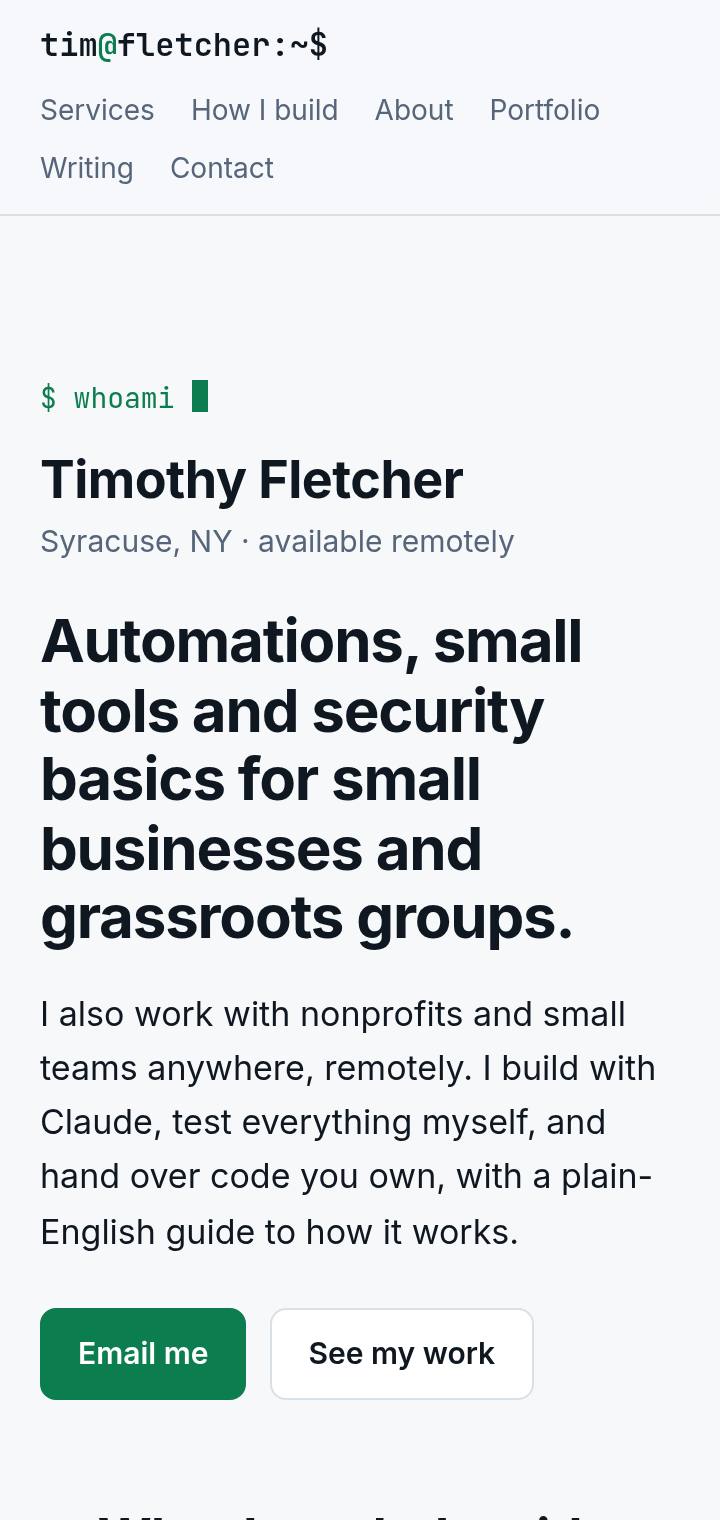 tim@fletcher:~$
Services How I build About Portfolio
Writing Contact
$ whoami
Timothy Fletcher
Syracuse, NY · available remotely
Automations, small
tools and security
basics for small
businesses and
grassroots groups.
I also work with nonprofits and small
teams anywhere, remotely. I build with
Claude, test everything myself, and
hand over code you own, with a plain-
English guide to how it works.
Email me See my work